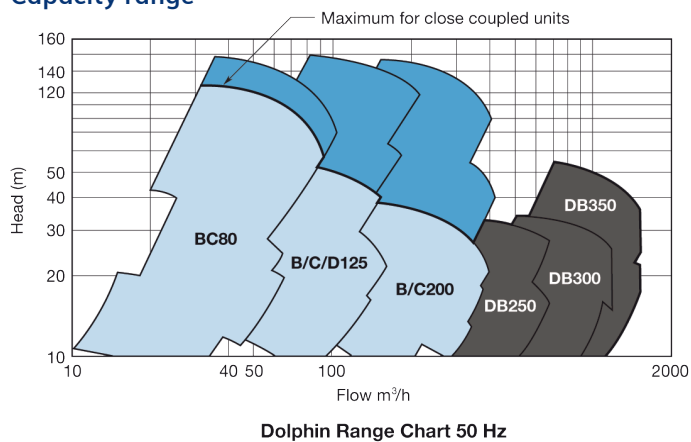 Capacity range
Maximum for close coupled units
160
140
120
50
40
30
20
10
Head (m)
BC80
B/C/D125
B/C200
DB250
DB300
DB350
10
40
50
100
2000
Flow m³/h
Dolphin Range Chart 50 Hz